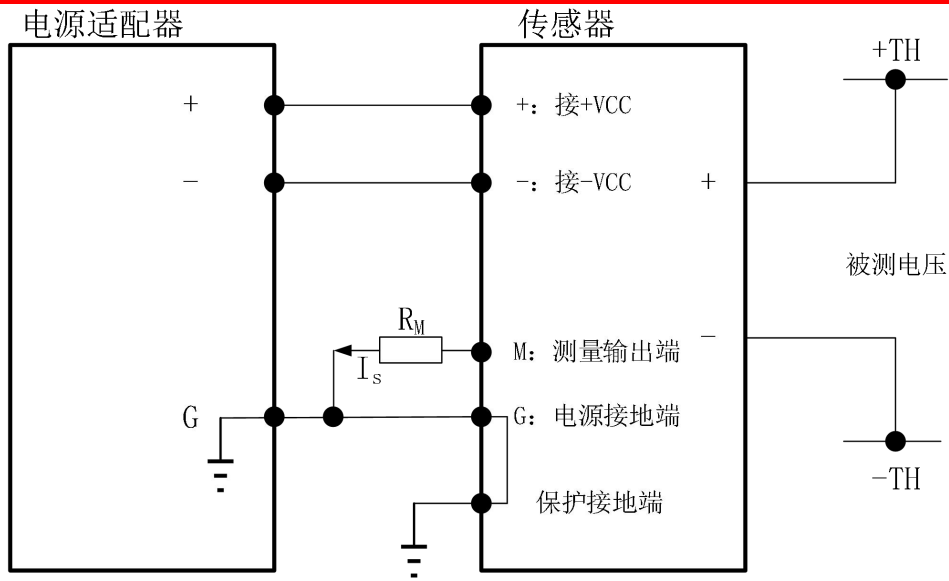 电源适配器
传感器
+TH
+
+: 接+VCC
−
−: 接−VCC
+
被测电压
RM
M: 测量输出端
−
Is
G
G: 电源接地端
−TH
保护接地端